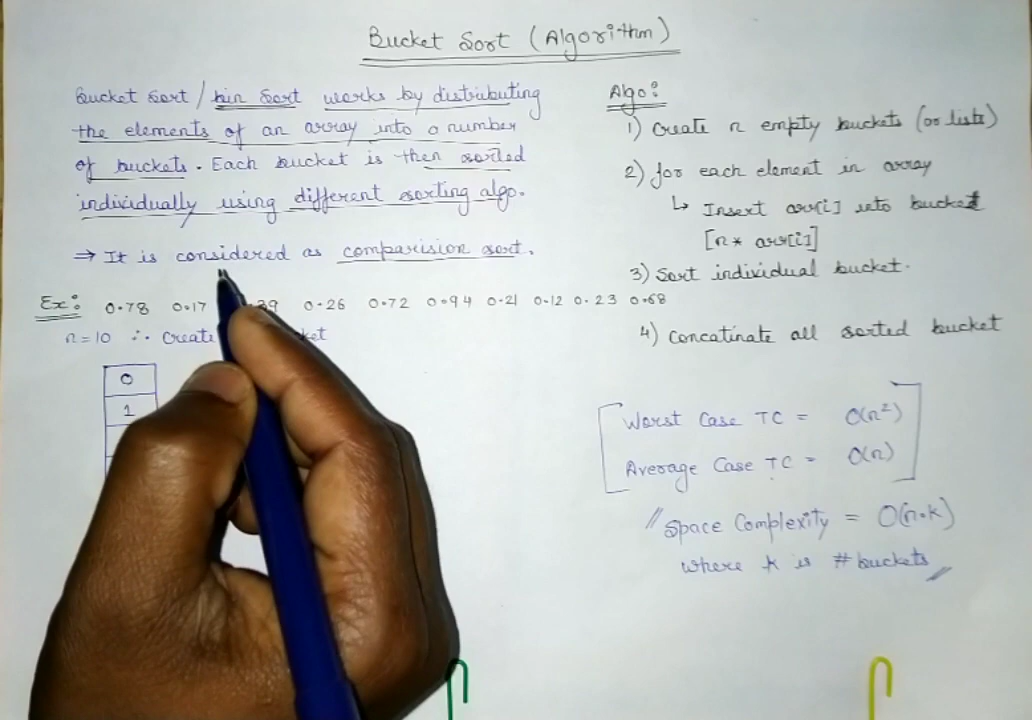 Bucket Sort (Algorithm)
Bucket Sort / bin Sort works by distributing
the elements of an array into a number
of buckets. Each bucket is then sorted
individually using different sorting algo.
⇒ It is considered as comparision sort.
Ex: 0.78 0.17 39 0.26 0.72 0.94 0.21 0.12 0.23 0.68
n=10 ∴ Create
0
1
Algo:
1) Create n empty buckets (or lists)
2) for each element in array
↳ Insert arr[i] into bucket
[n* arr[i]]
3) Sort individual bucket.
4) Concatinate all sorted bucket
Worst Case TC = O(n²)
Average Case TC = O(n)
// Space Complexity = O(n·k)
where k is # buckets //